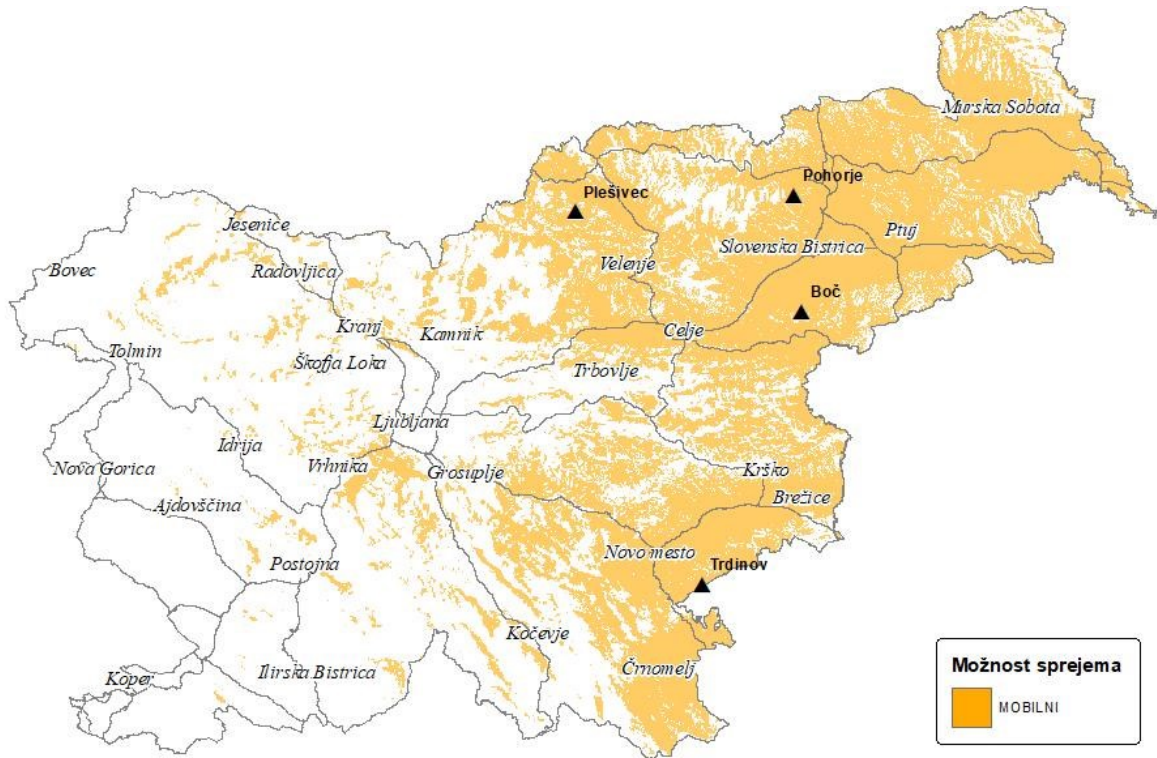 Murska Sobota
Plešivec
Pohorje
Jesenice
Ptuj
Slovenska Bistrica
Radovljica
Velenje
Bovec
Boč
Kranj
Kamnik
Celje
Tolmin
Škofja Loka
Trbovlje
Ljubljana
Idrija
Vrhnika
Nova Gorica
Grosuplje
Krško
Ajdovščina
Brežice
Postojna
Novo mesto
Trdinov
Kočevje
Črnomelj
Koper
Ilirska Bistrica
Možnost sprejema
MOBILNI